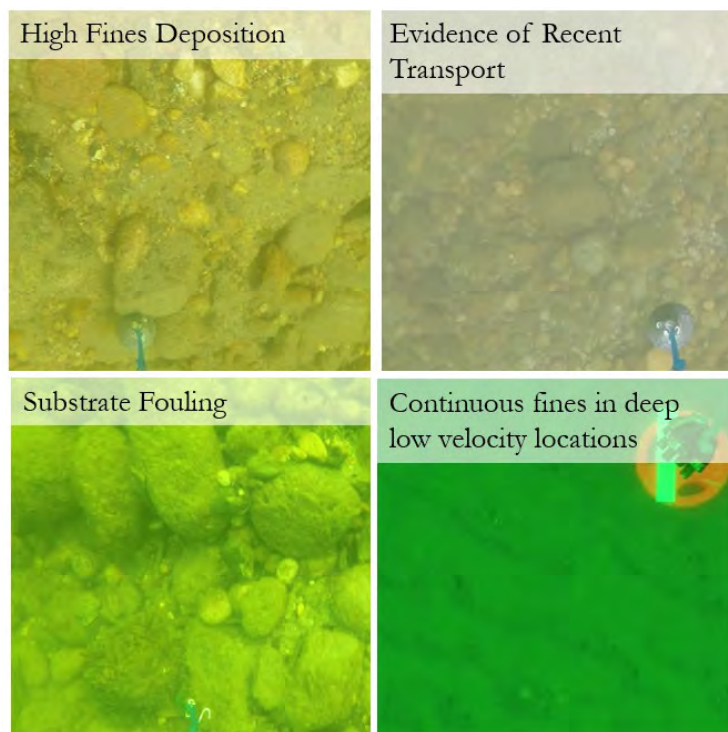 High Fines Deposition
Evidence of Recent
Transport
Substrate Fouling
Continuous fines in deep
low velocity locations